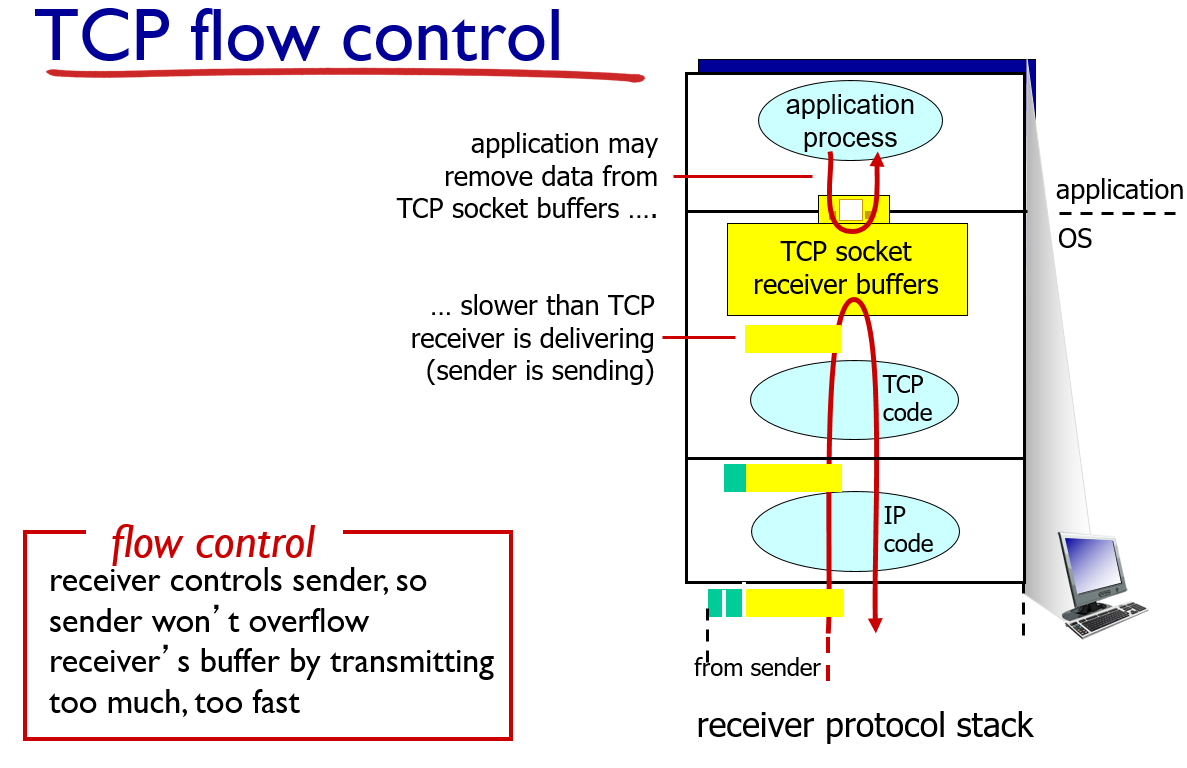 TCP flow control
application
process
application may
remove data from
TCP socket buffers ….
application
OS
TCP socket
receiver buffers
… slower than TCP
receiver is delivering
(sender is sending)
TCP
code
IP
code
flow control
receiver controls sender, so
sender won’t overflow
receiver’s buffer by transmitting
too much, too fast
from sender
receiver protocol stack